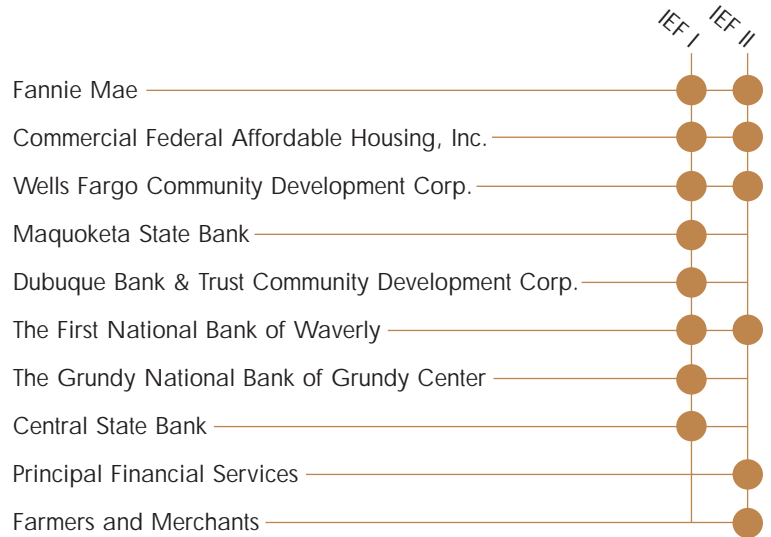 IEF I IEF II
Fannie Mae
Commercial Federal Affordable Housing, Inc.
Wells Fargo Community Development Corp.
Maquoketa State Bank
Dubuque Bank & Trust Community Development Corp.
The First National Bank of Waverly
The Grundy National Bank of Grundy Center
Central State Bank
Principal Financial Services
Farmers and Merchants